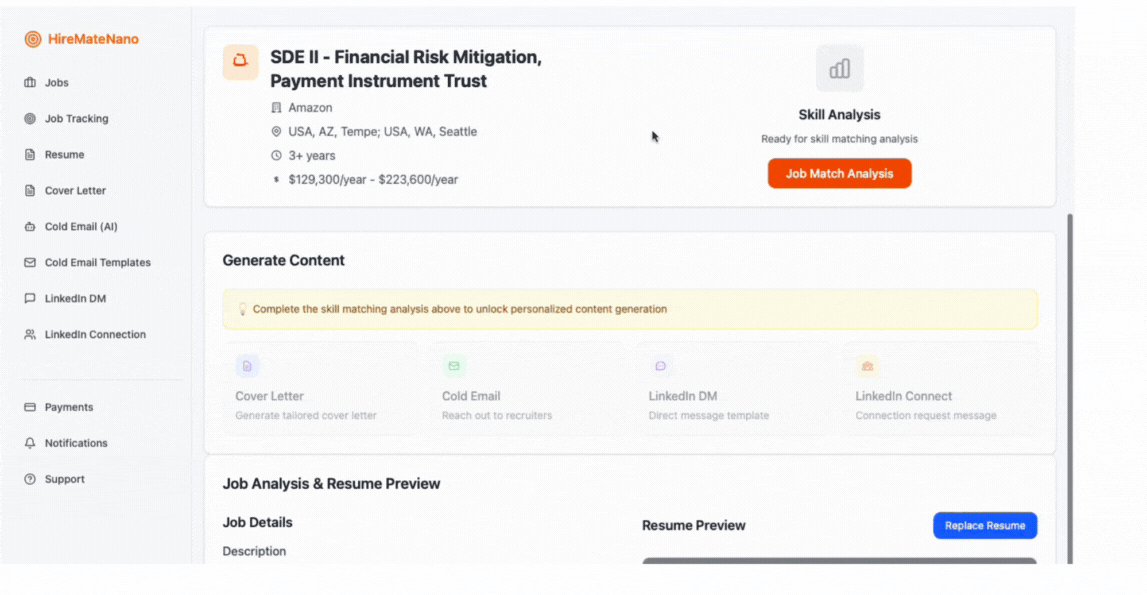 HireMateNano
Jobs
Job Tracking
Resume
Cover Letter
Cold Email (AI)
Cold Email Templates
LinkedIn DM
LinkedIn Connection
Payments
Notifications
Support
SDE II - Financial Risk Mitigation,
Payment Instrument Trust
Amazon
USA, AZ, Tempe; USA, WA, Seattle
3+ years
$ $129,300/year - $223,600/year
Skill Analysis
Ready for skill matching analysis
Job Match Analysis
Generate Content
Complete the skill matching analysis above to unlock personalized content generation
Cover Letter
Generate tailored cover letter
Cold Email
Reach out to recruiters
LinkedIn DM
Direct message template
LinkedIn Connect
Connection request message
Job Analysis & Resume Preview
Job Details
Description
Resume Preview
Replace Resume